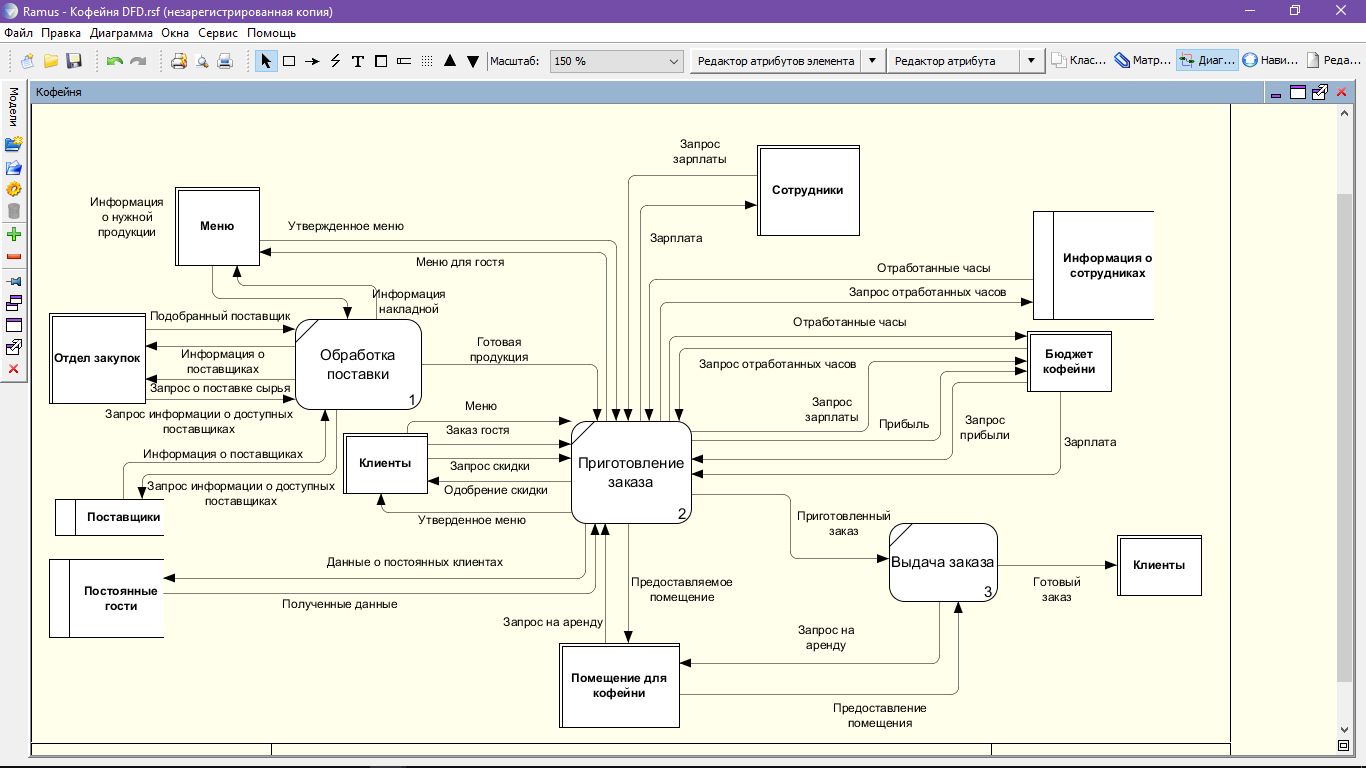 Ramus - Кофейня DFD.rsf (незарегистрированная копия)
Файл Правка Диаграмма Окна Сервис Помощь
Масштаб: 150 % Редактор атрибутов элемента Редактор атрибута Клас... Матр... Диаг... Нави... Реда...
Модели
Кофейня
Запрос
зарплаты
Сотрудники
Зарплата
Информация
о нужной
продукции
Меню
Утвержденное меню
Меню для гостя
Информация
накладной
Информация о
сотрудниках
Отработанные часы
Запрос отработанных часов
Отработанные часы
Запрос отработанных часов
Бюджет
кофейни
Подобранный поставщик
Отдел закупок
Информация о
поставщиках
Запрос о поставке сырья
Запрос информации о доступных
поставщиках
Обработка
поставки
1
Готовая
продукция
Запрос
зарплаты
Прибыль
Запрос
прибыли
Зарплата
Меню
Заказ гостя
Клиенты
Запрос скидки
Одобрение скидки
Утверденное меню
Приготовление
заказа
2
Информация о поставщиках
Запрос информации о доступных
поставщиках
Поставщики
Приготовленный
заказ
Выдача заказа
3
Готовый
заказ
Клиенты
Данные о постоянных клиентах
Постоянные
гости
Полученные данные
Предоставляемое
помещение
Запрос на аренду
Запрос на
аренду
Помещение для
кофейни
Предоставление
помещения